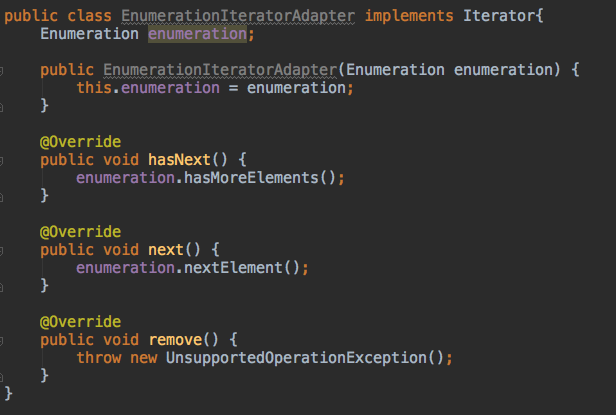 public class EnumerationIteratorAdapter implements Iterator{
    Enumeration enumeration;
    public EnumerationIteratorAdapter(Enumeration enumeration) {
        this.enumeration = enumeration;
    }
    @Override
    public void hasNext() {
        enumeration.hasMoreElements();
    }
    @Override
    public void next() {
        enumeration.nextElement();
    }
    @Override
    public void remove() {
        throw new UnsupportedOperationException();
    }
}